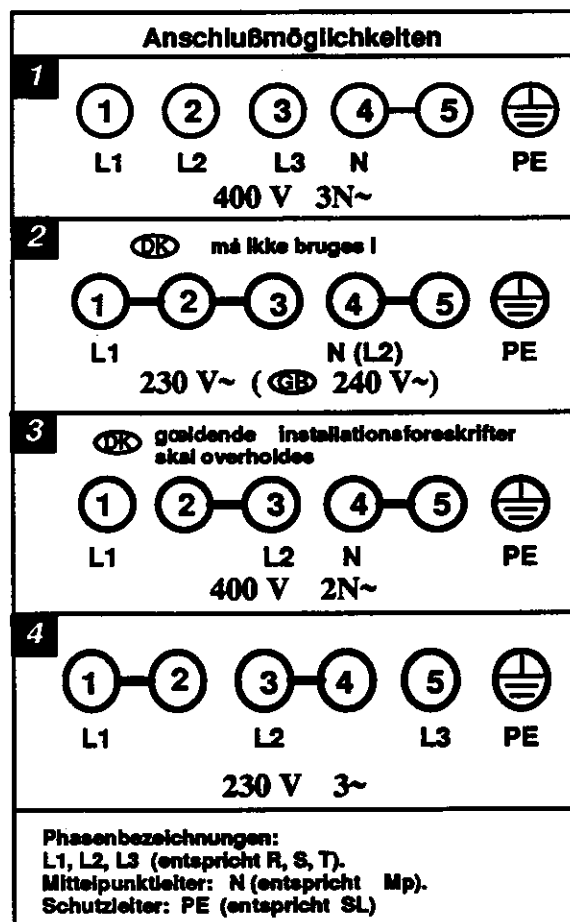 Anschlußmöglichkeiten
1
1 2 3 4 5
L1 L2 L3 N PE
400 V 3N~
2
DK må ikke bruges i
1 2 3 4 5
L1 N (L2) PE
230 V~ ( GB 240 V~)
3
DK gældende installationsforeskrifter
skal overholdes
1 2 3 4 5
L1 L2 N PE
400 V 2N~
4
1 2 3 4 5
L1 L2 L3 PE
230 V 3~
Phasenbezeichnungen:
L1, L2, L3 (entspricht R, S, T).
Mittelpunktleiter: N (entspricht Mp).
Schutzleiter: PE (entspricht SL)